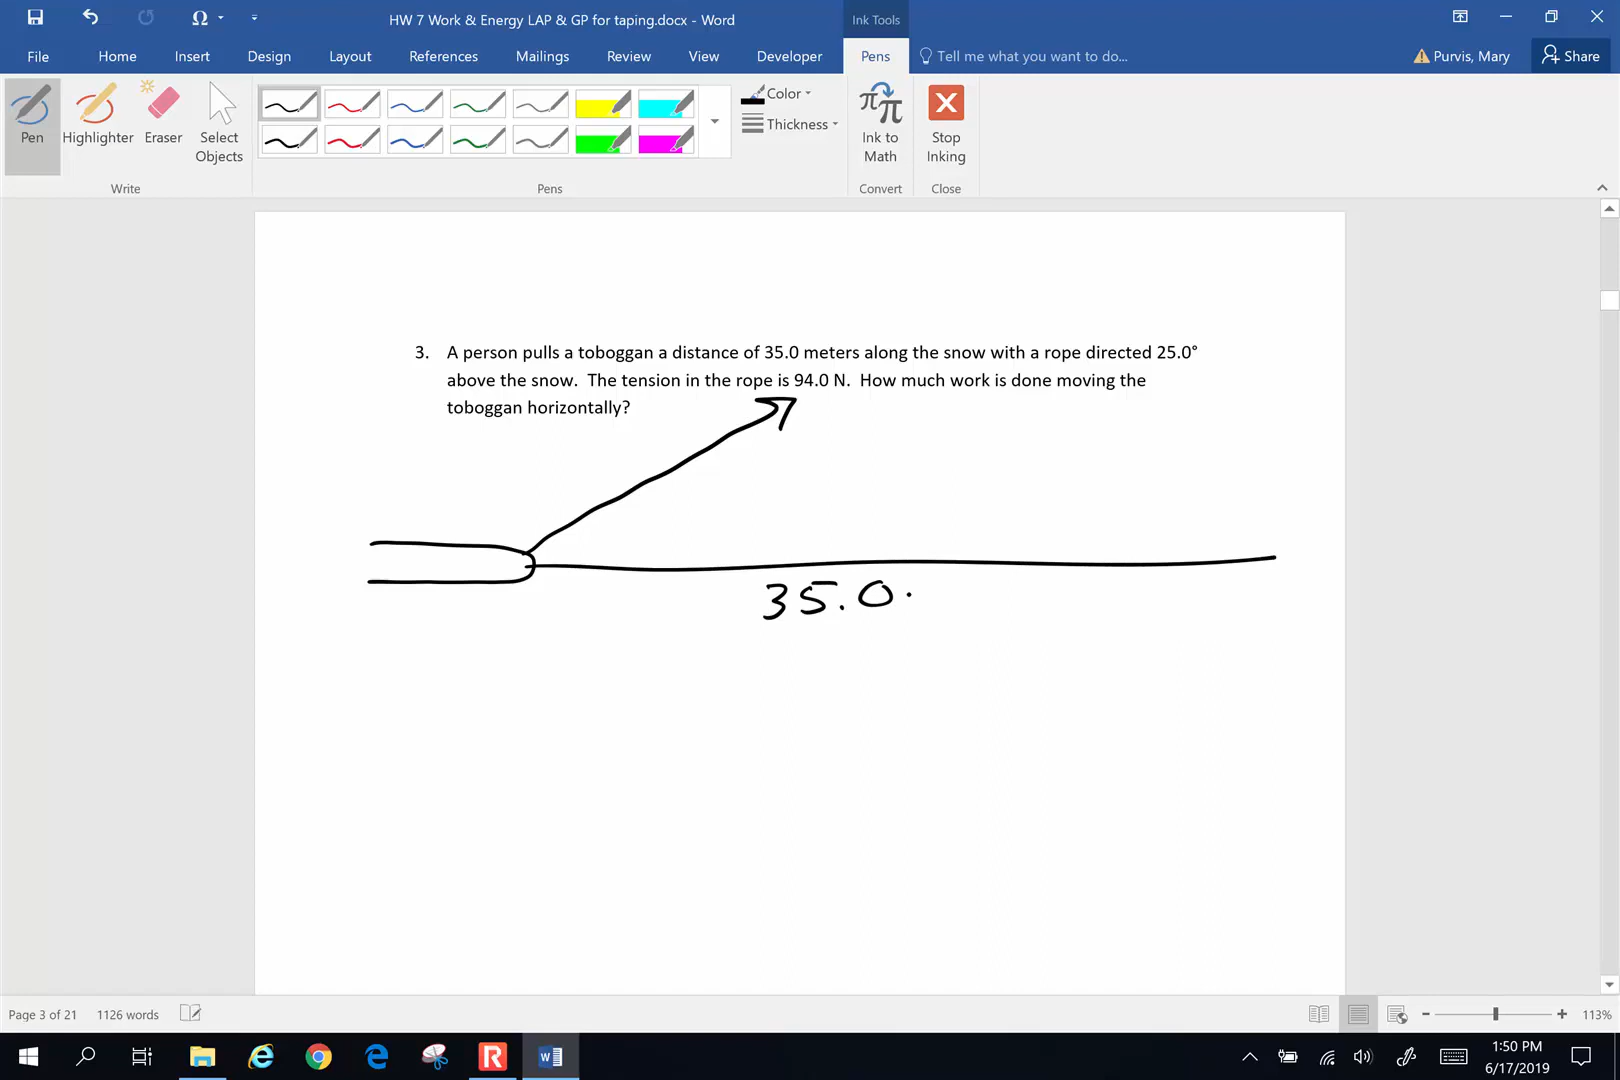 HW 7 Work & Energy LAP & GP for taping.docx - Word
Ink Tools
File Home Insert Design Layout References Mailings Review View Developer Pens Tell me what you want to do... Purvis, Mary Share
Pen Highlighter Eraser Select Objects
Color
Thickness
Ink to Math
Stop Inking
Write Pens Convert Close
3. A person pulls a toboggan a distance of 35.0 meters along the snow with a rope directed 25.0°
above the snow. The tension in the rope is 94.0 N. How much work is done moving the
toboggan horizontally?
35.0
Page 3 of 21 1126 words 113%
1:50 PM
6/17/2019